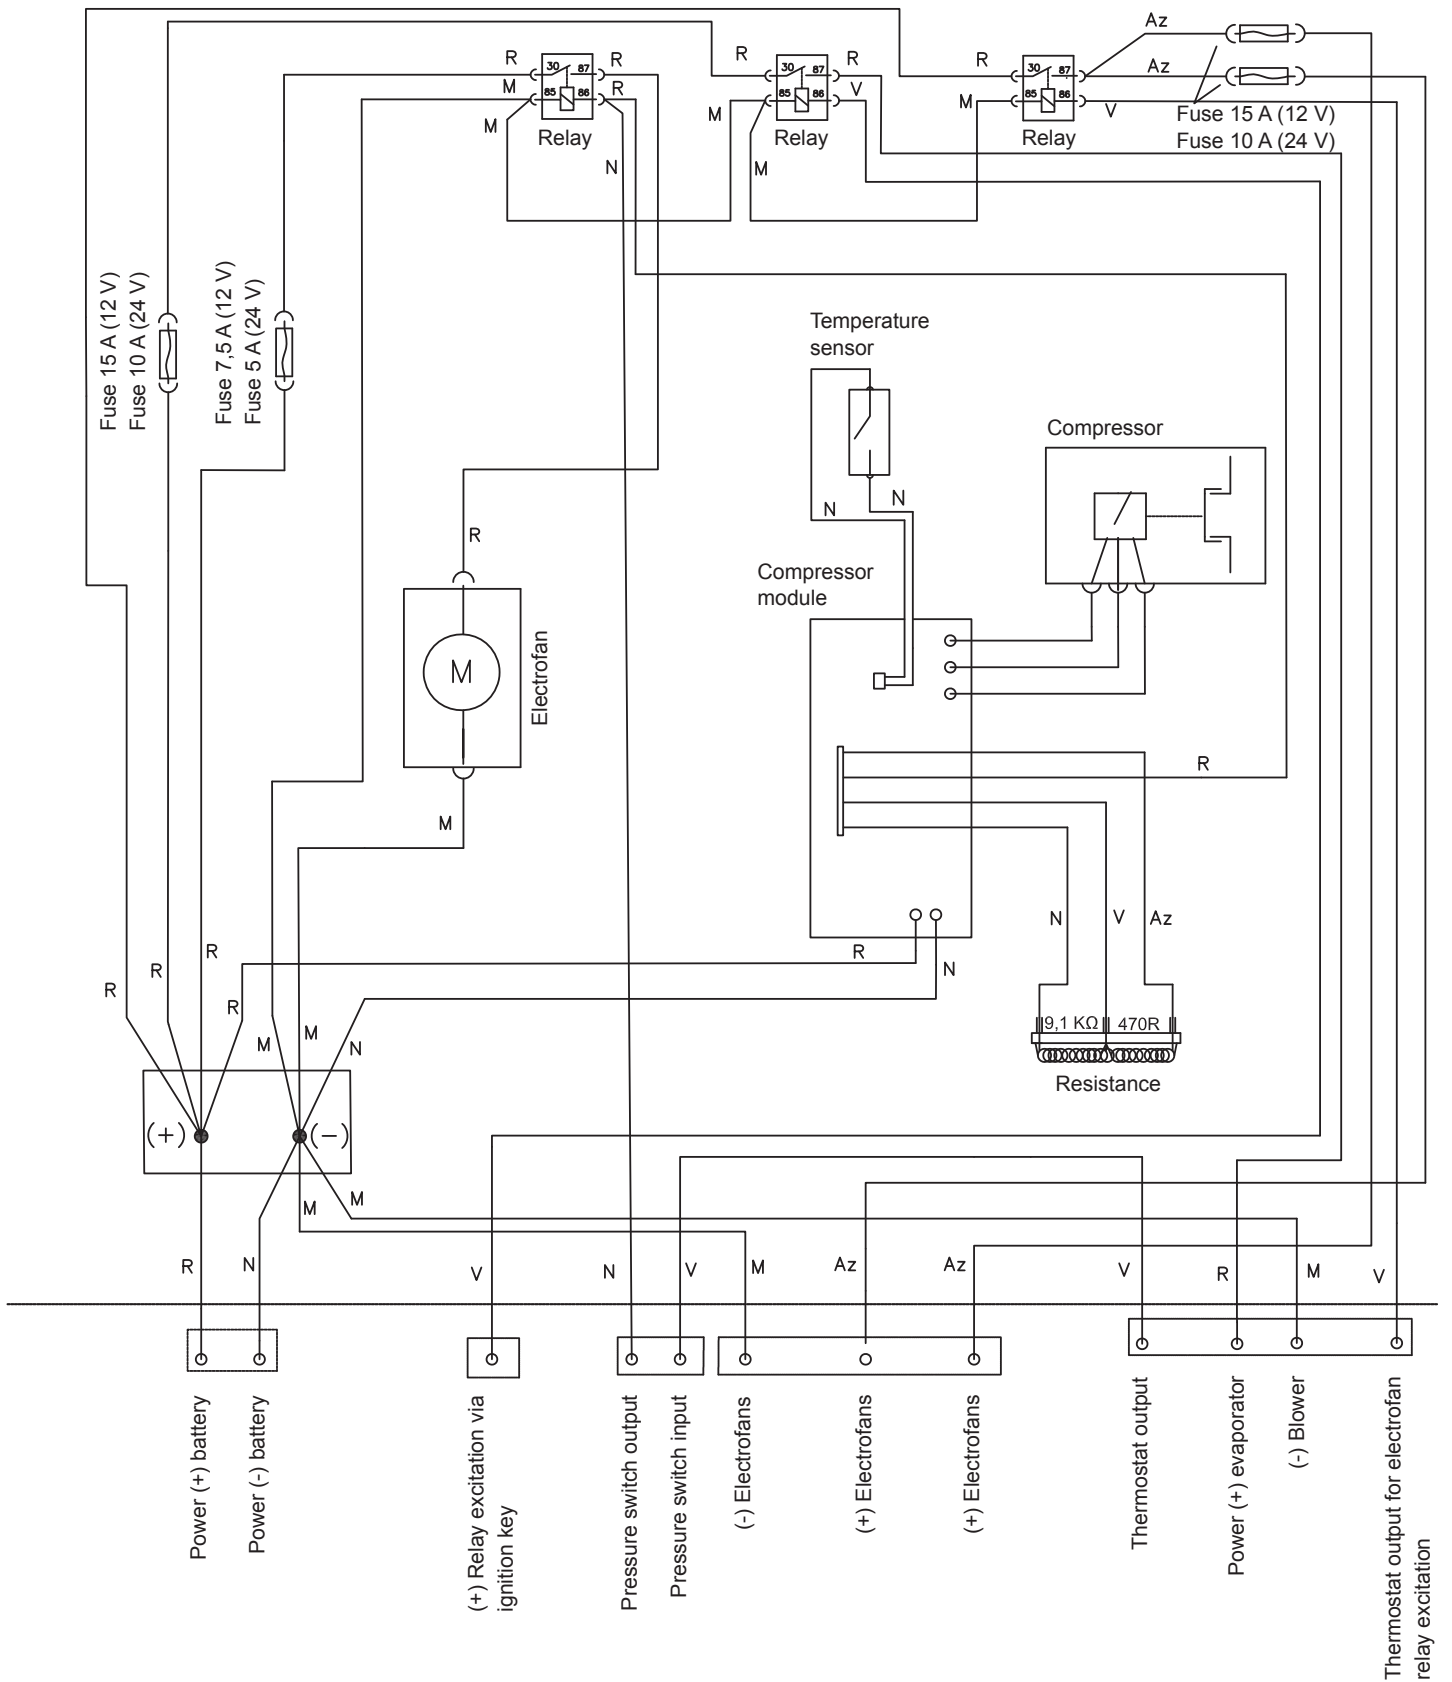 Az
R
R
R
R
R
Az
30
87
30
87
30
87
M
R
V
85
86
85
86
85
86
M
M
M
V
Fuse 15 A (12 V)
Relay
Relay
Relay
Fuse 10 A (24 V)
N
M
Fuse 15 A (12 V)
Fuse 10 A (24 V)
Fuse 7,5 A (12 V)
Fuse 5 A (24 V)
Temperature
sensor
Compressor
N
N
R
Compressor
module
M
Electrofan
R
M
N
V
Az
R
R
N
R
R
R
M
M
N
9,1 KΩ
470R
Resistance
(+)
(-)
M
M
R
N
V
N
V
M
Az
Az
V
R
M
V
Power (+) battery
Power (-) battery
(+) Relay excitation via
ignition key
Pressure switch output
Pressure switch input
(-) Electrofans
(+) Electrofans
(+) Electrofans
Thermostat output
Power (+) evaporator
(-) Blower
Thermostat output for electrofan
relay excitation